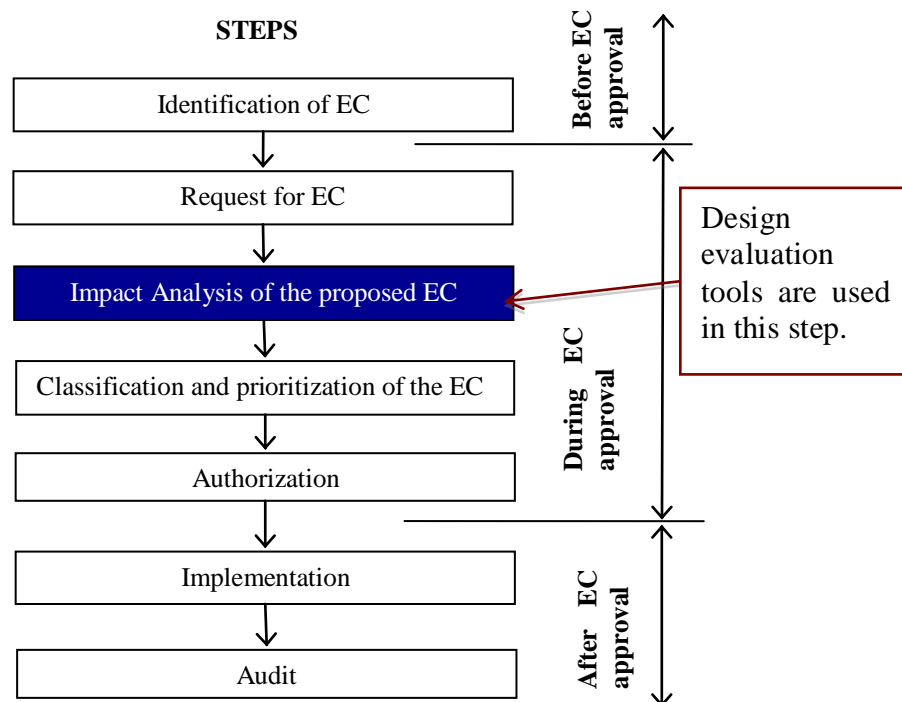 STEPS
Identification of EC
Request for EC
Impact Analysis of the proposed EC
Classification and prioritization of the EC
Authorization
Implementation
Audit
Before EC
approval
During EC
approval
After EC
approval
Design
evaluation
tools are used
in this step.